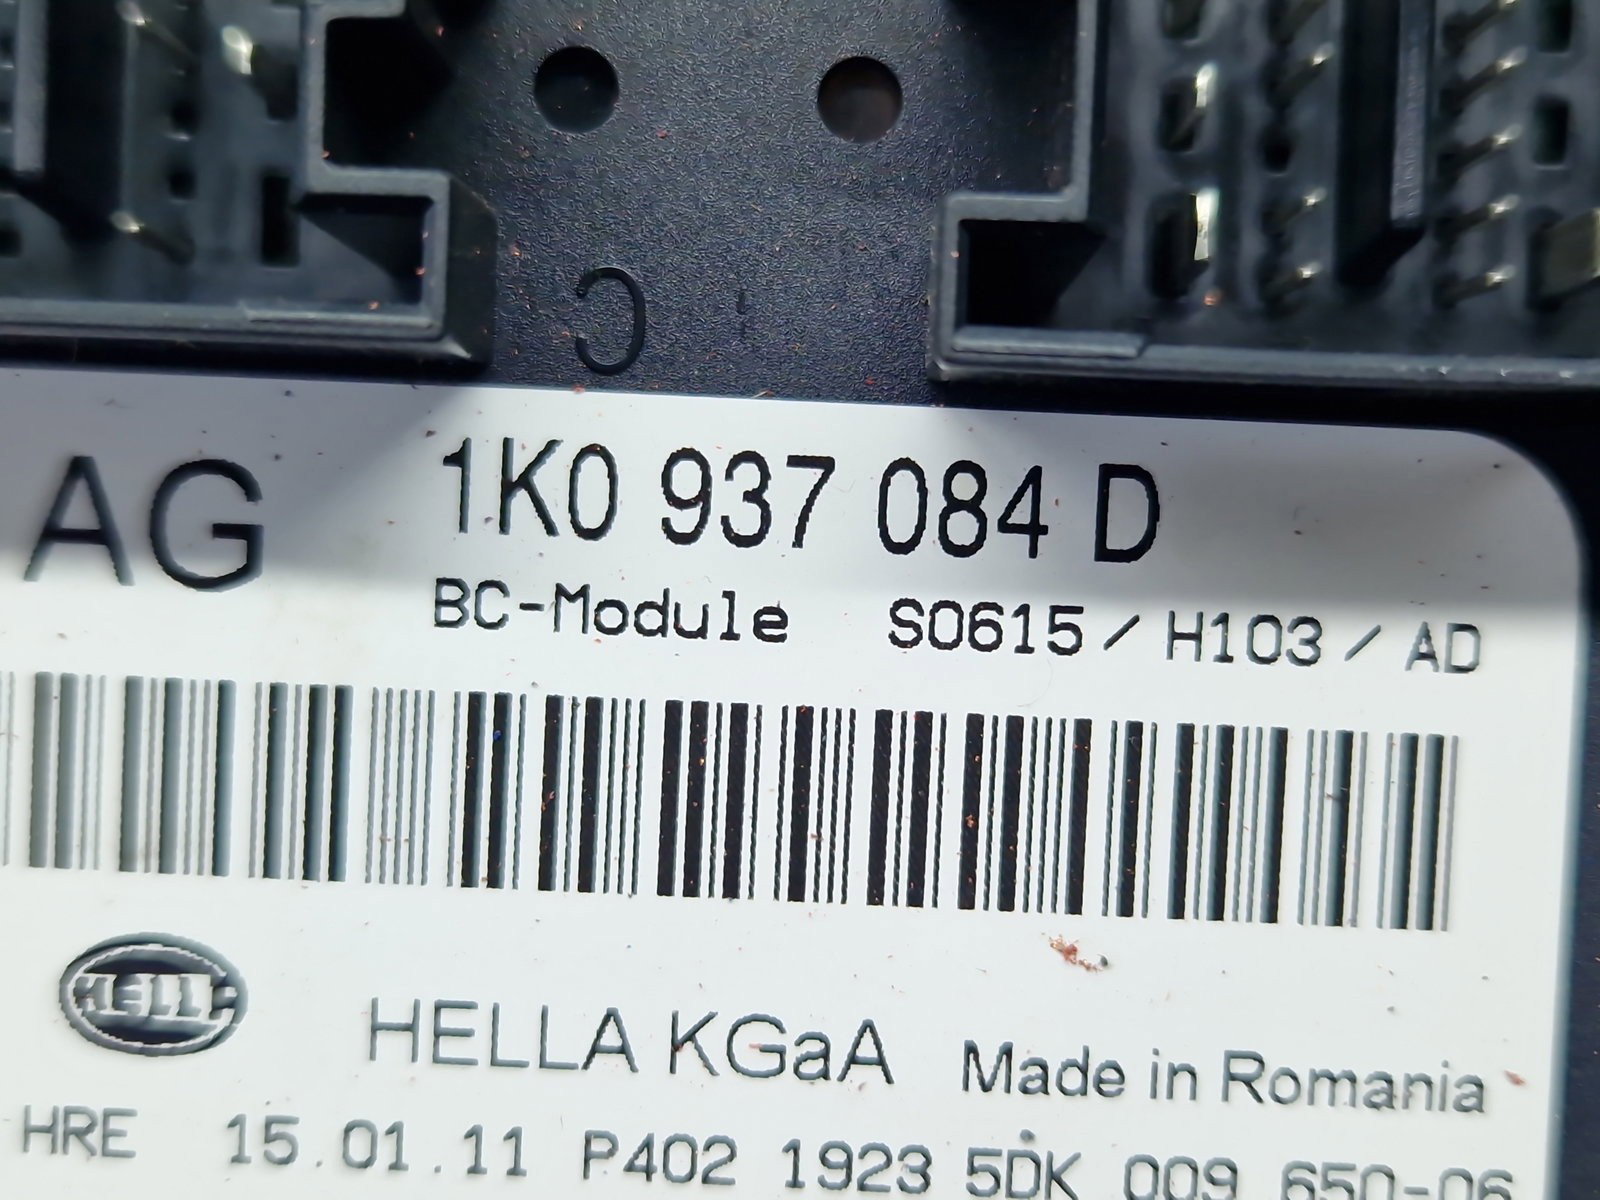 C
AG 1K0 937 084 D
BC-Module S0615/H103/AD
HELLA
HELLA KGaA Made in Romania
HRE 15.01.11 P402 1923 5DK 009 650-06